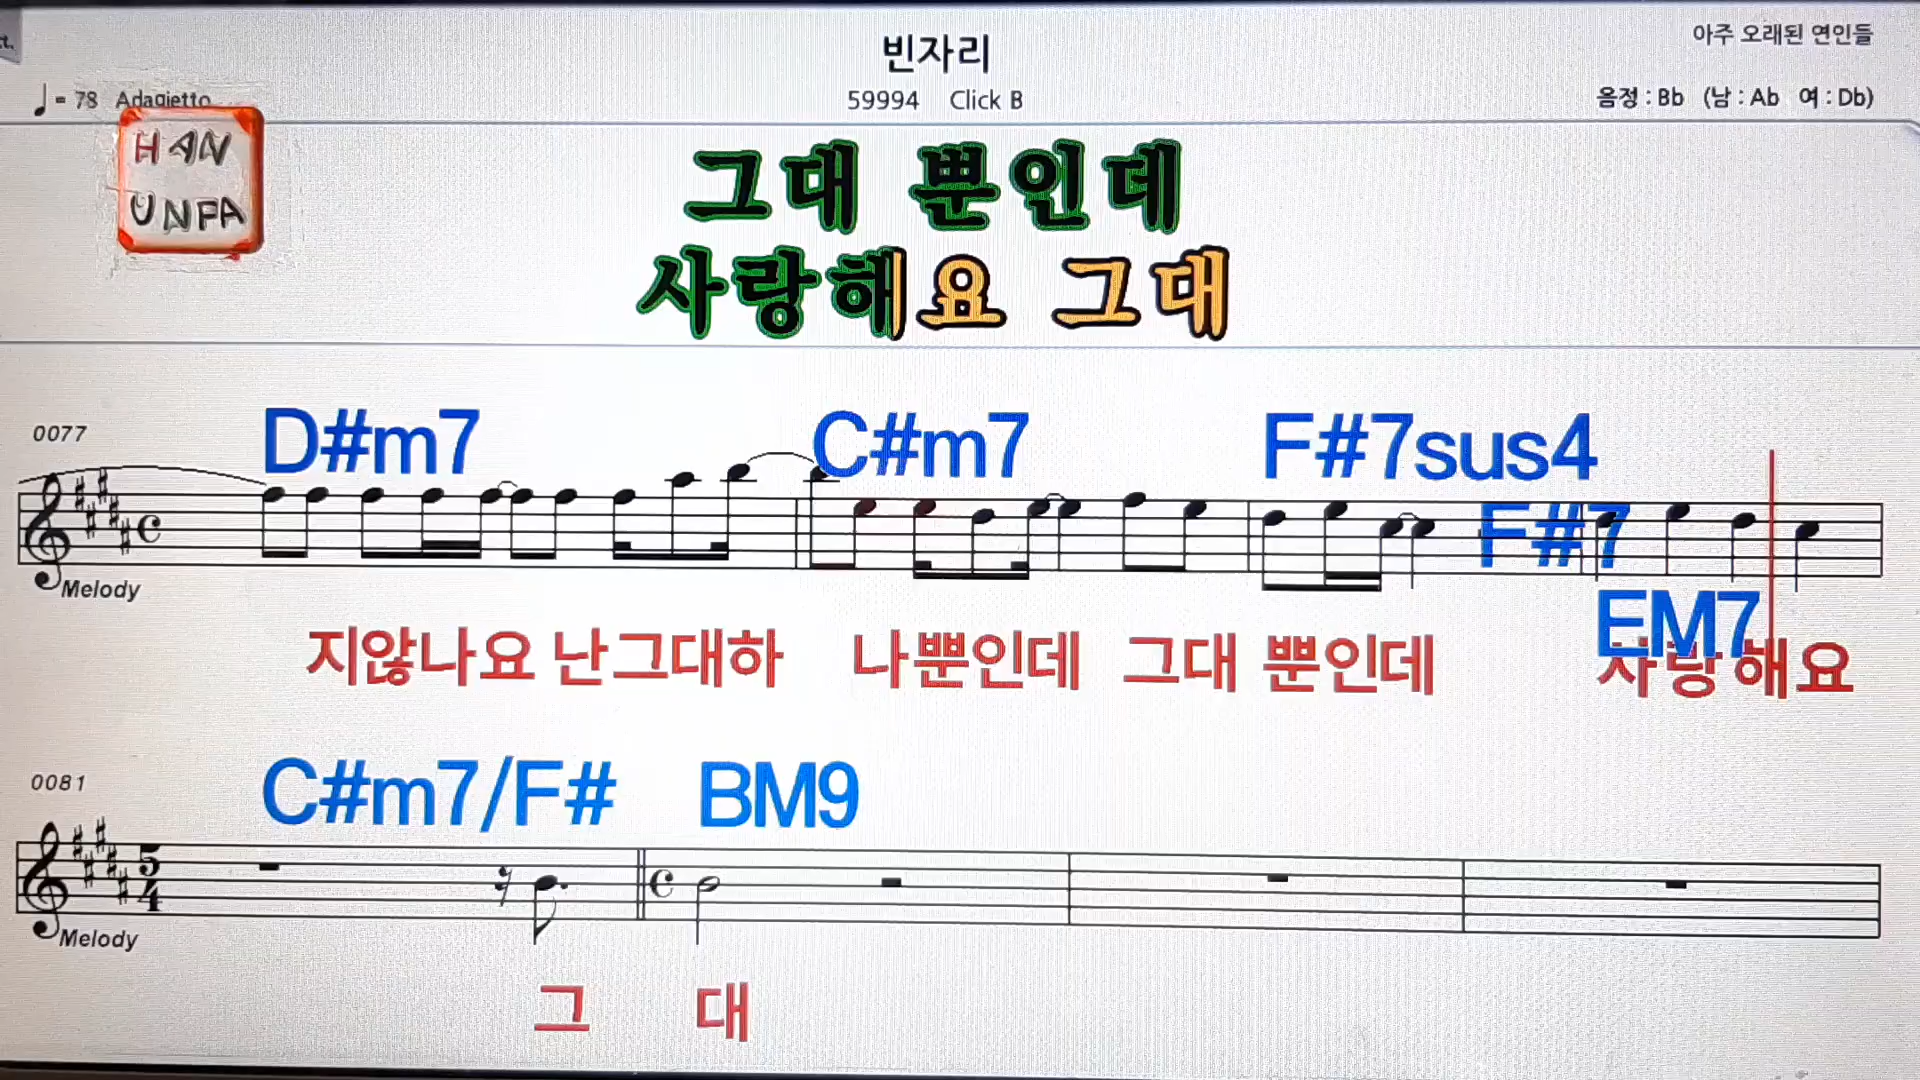 빈자리
아주 오래된 연인들
♩= 78 Adagietto
59994 Click B
음정 : Bb (남 : Ab 여 : Db)
HAN
UNFA
그대 뿐인데
사랑해요 그대
0077
D#m7 C#m7 F#7sus4
F#7
Melody
EM7
지않나요 난그대하 나뿐인데 그대 뿐인데 사랑해요
0081
C#m7/F# BM9
5
4
Melody
그 대